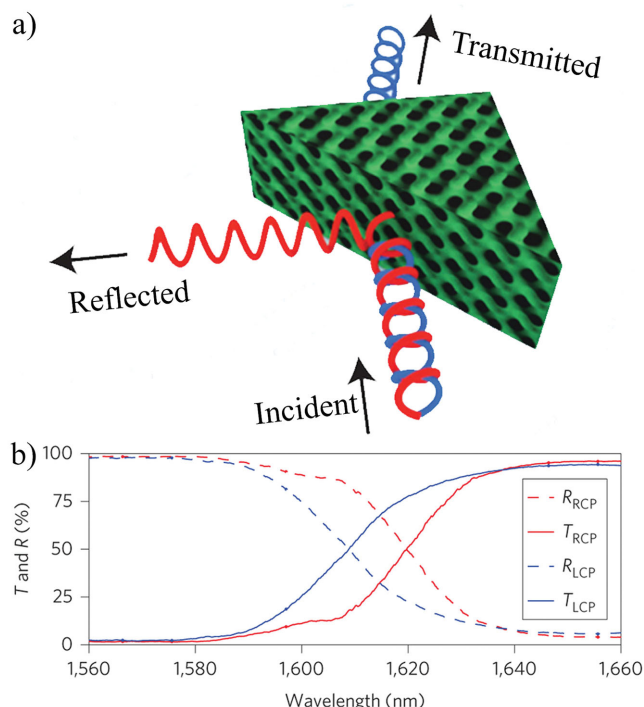 a)
Transmitted
Reflected
Incident
b)
100
75
50
25
0
T and R (%)
R_RCP
T_RCP
R_LCP
T_LCP
1,560 1,580 1,600 1,620 1,640 1,660
Wavelength (nm)